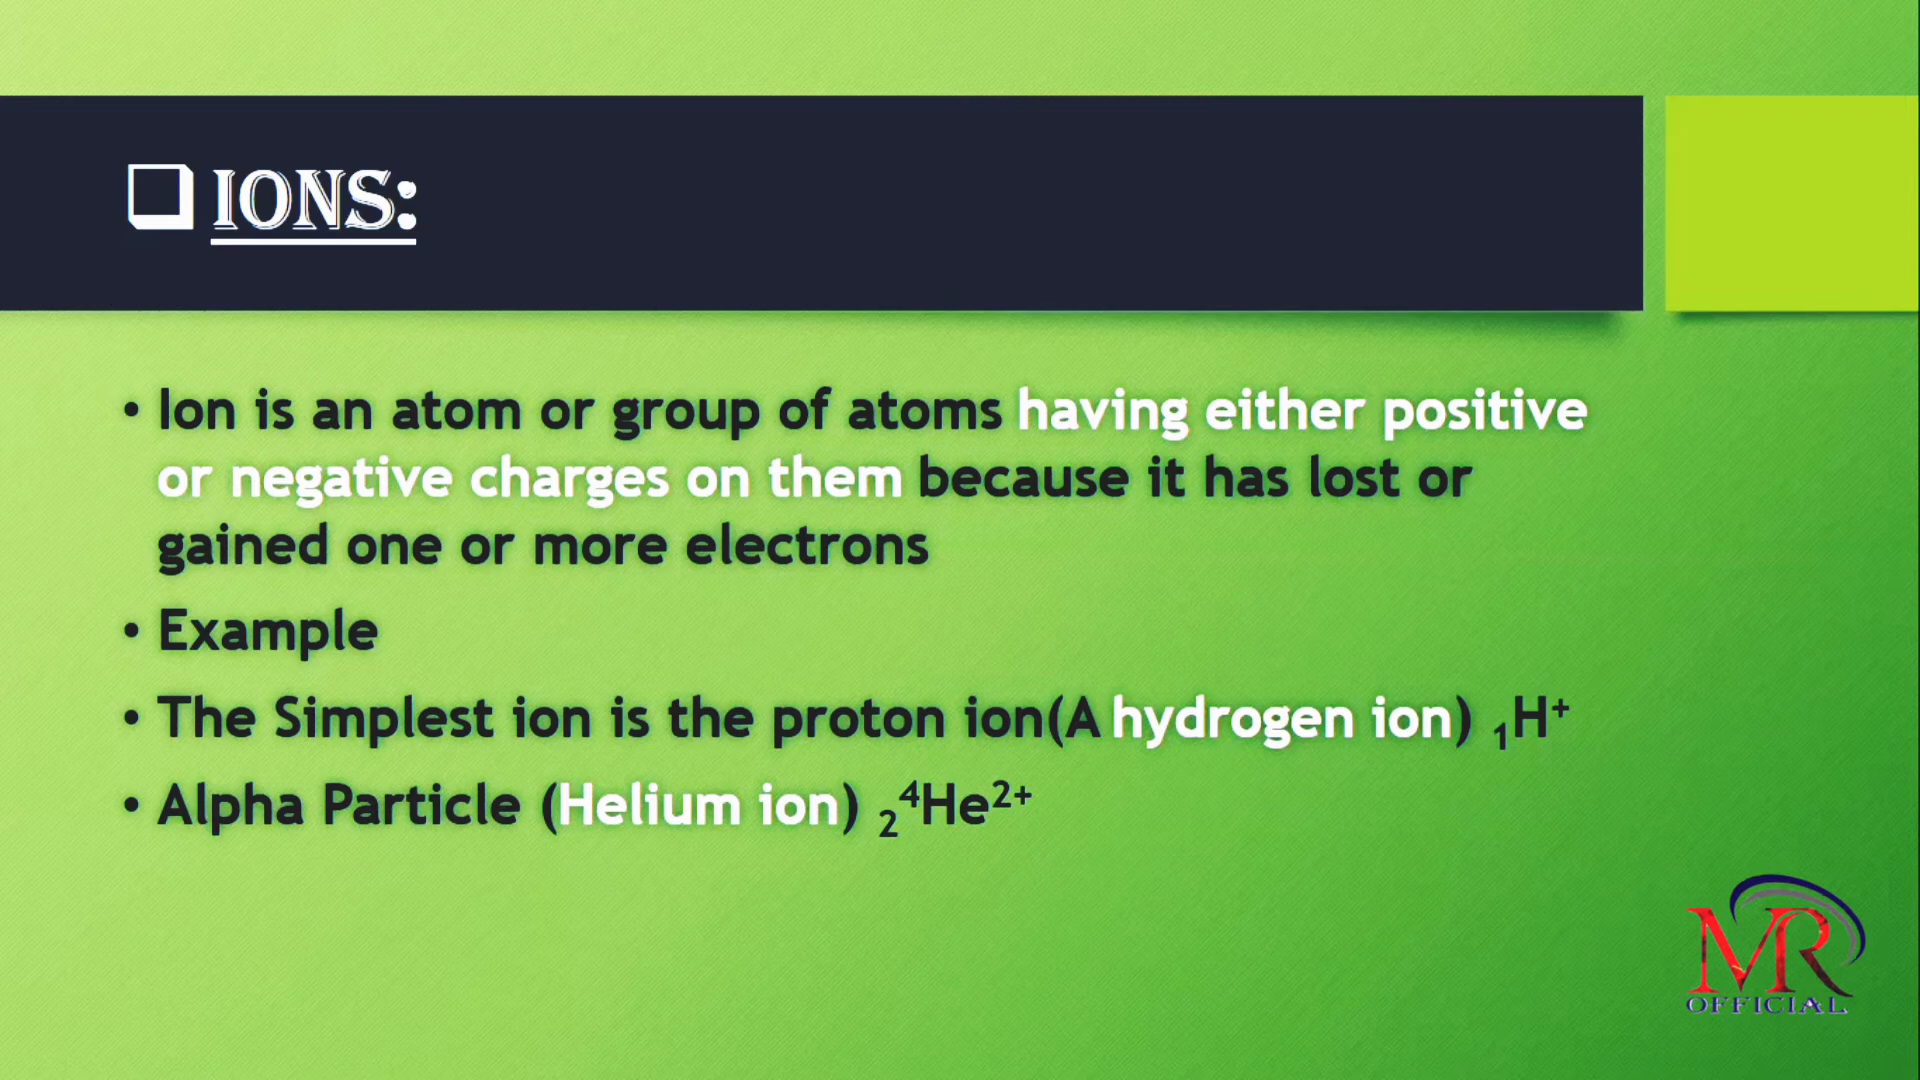 ❑ IONS:
• Ion is an atom or group of atoms having either positive
or negative charges on them because it has lost or
gained one or more electrons
• Example
• The Simplest ion is the proton ion(A hydrogen ion) ₁H⁺
• Alpha Particle (Helium ion) ₂⁴He²⁺
MR
OFFICIAL